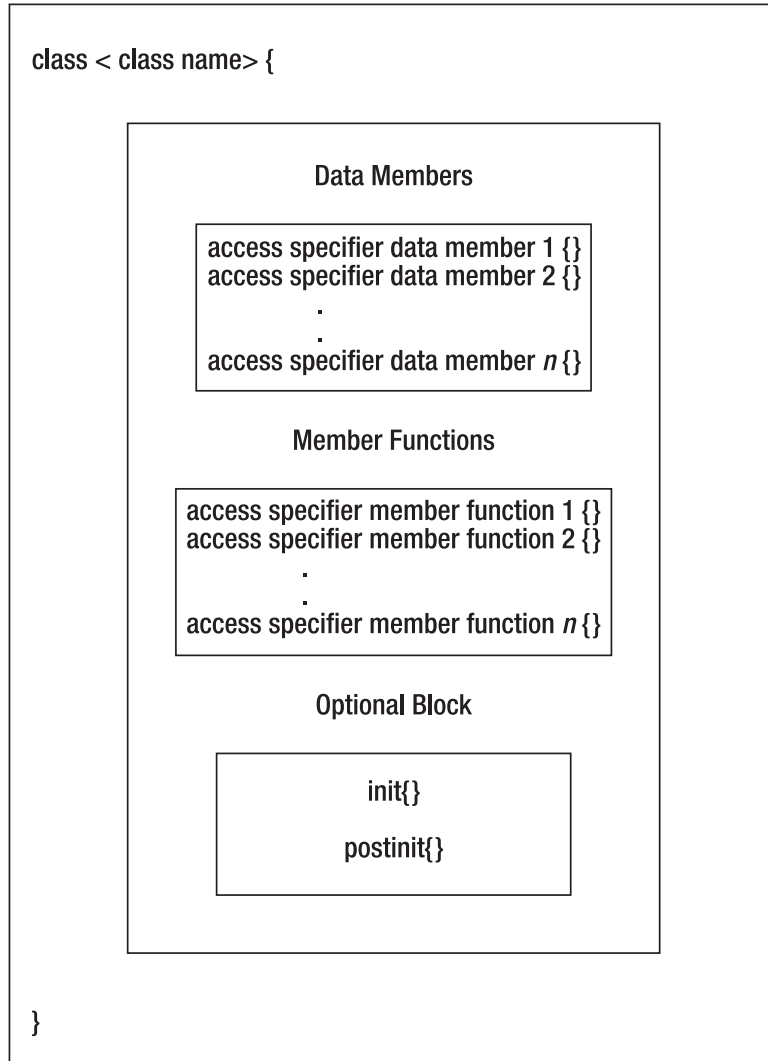 class < class name> {
Data Members
access specifier data member 1 {}
access specifier data member 2 {}
.
.
access specifier data member n {}
Member Functions
access specifier member function 1 {}
access specifier member function 2 {}
.
.
access specifier member function n {}
Optional Block
init{}
postinit{}
}